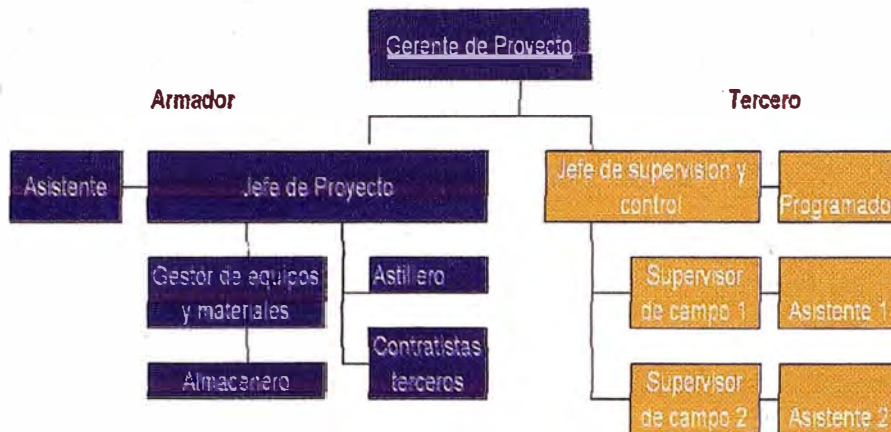 Gerente de Proyecto
Armador
Tercero
Asistente
Jefe de Proyecto
Jefe de supervision y
control
Programado
Gestor de equipos
y materiales
Astillero
Supervisor
de campo 1
Asistente 1
Almacenero
Contratistas
terceros
Supervisor
de campo 2
Asistente 2